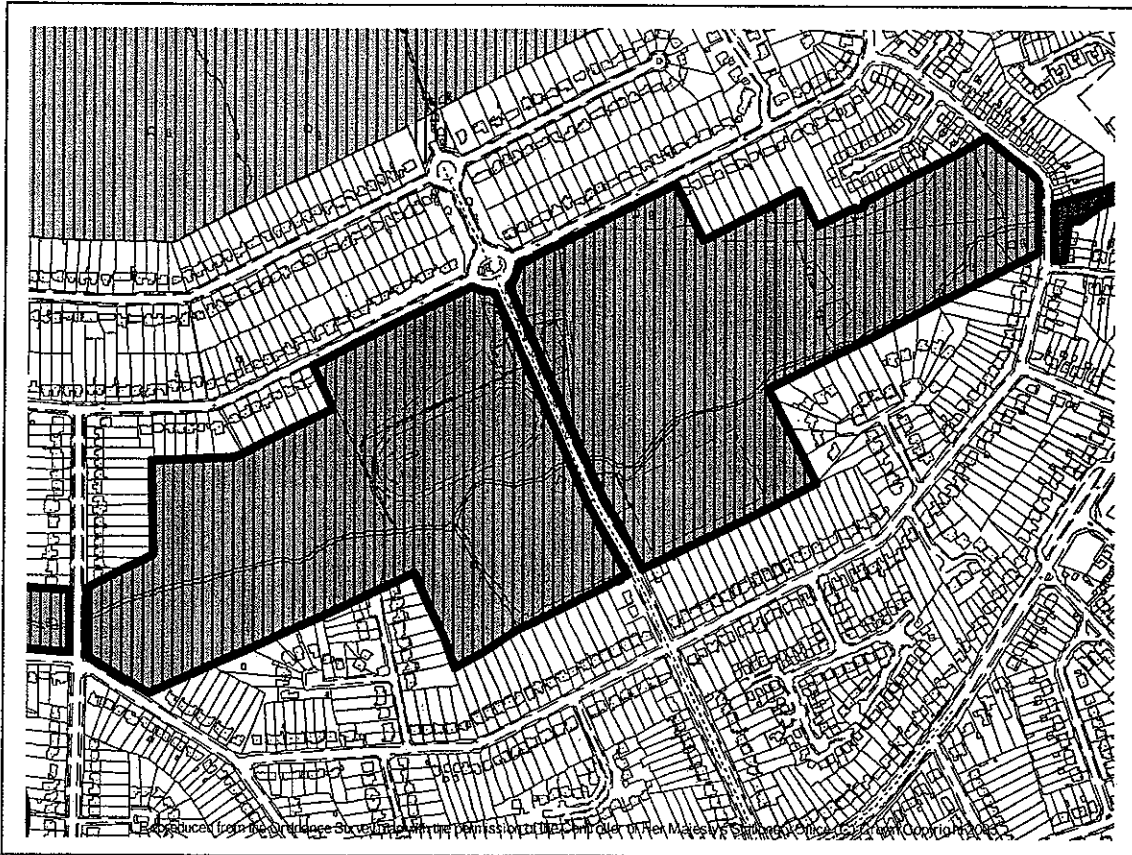 Reproduced from the Ordnance Survey map with the permission of the Controller of Her Majesty's Stationery Office (C) Crown Copyright